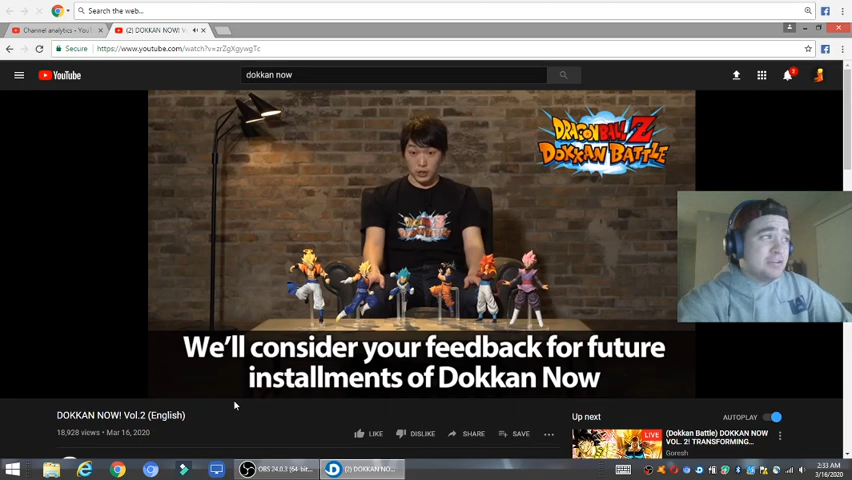 Search the web...
Channel analytics - YouT
(2) DOKKAN NOW! V
Secure
https://www.youtube.com/watch?v=zrZgXgywgTc
YouTube
dokkan now
2
DRAGONBALL Z
DOKKAN BATTLE
We'll consider your feedback for future
installments of Dokkan Now
DOKKAN NOW! Vol.2 (English)
18,928 views • Mar 16, 2020
LIKE
DISLIKE
SHARE
SAVE
Up next
AUTOPLAY
LIVE
(Dokkan Battle) DOKKAN NOW
VOL. 2! TRANSFORMING...
Goresh
OBS 24.0.3 (64-bit...
(2) DOKKAN NO...
2:33 AM
3/16/2020